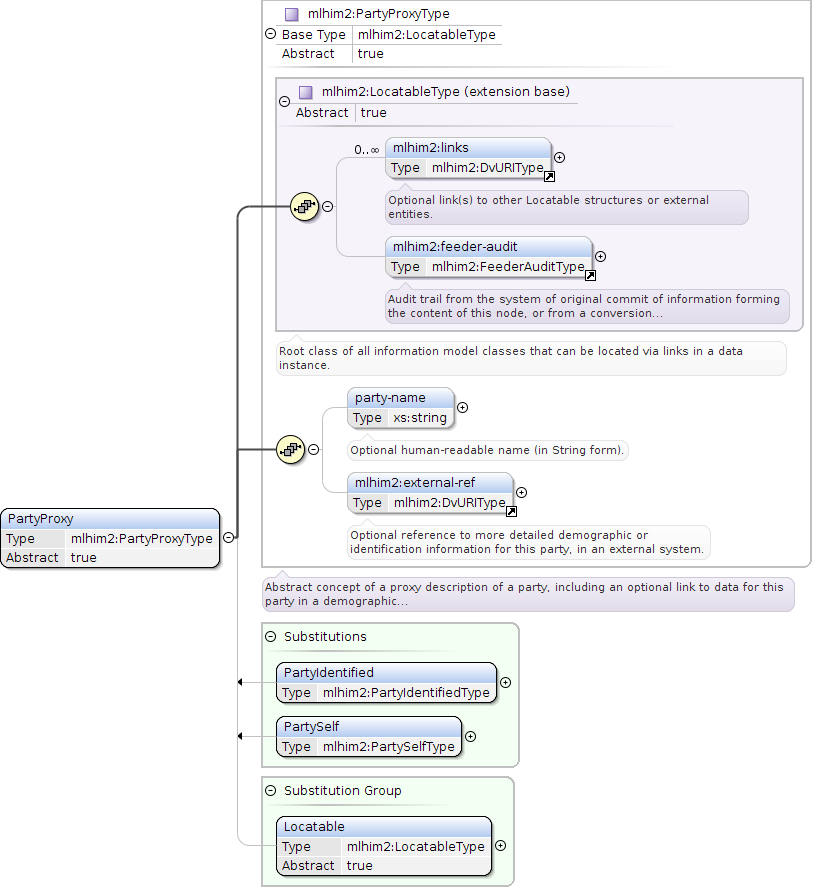 mlhim2:PartyProxyType
Base Type mlhim2:LocatableType
Abstract true
mlhim2:LocatableType (extension base)
Abstract true
0..∞
mlhim2:links
Type mlhim2:DvURIType
Optional link(s) to other Locatable structures or external
entities.
mlhim2:feeder-audit
Type mlhim2:FeederAuditType
Audit trail from the system of original commit of information forming
the content of this node, or from a conversion...
Root class of all information model classes that can be located via links in a data
instance.
party-name
Type xs:string
Optional human-readable name (in String form).
mlhim2:external-ref
Type mlhim2:DvURIType
Optional reference to more detailed demographic or
identification information for this party, in an external system.
PartyProxy
Type mlhim2:PartyProxyType
Abstract true
Abstract concept of a proxy description of a party, including an optional link to data for this
party in a demographic...
Substitutions
PartyIdentified
Type mlhim2:PartyIdentifiedType
PartySelf
Type mlhim2:PartySelfType
Substitution Group
Locatable
Type mlhim2:LocatableType
Abstract true